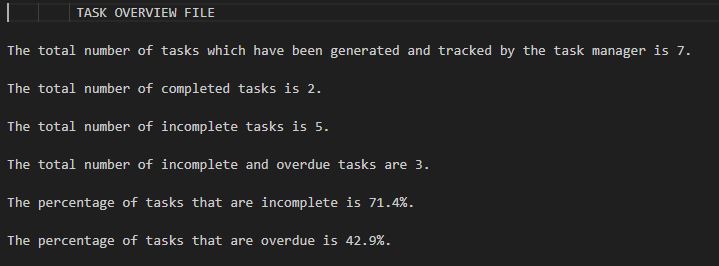 TASK OVERVIEW FILE
The total number of tasks which have been generated and tracked by the task manager is 7.
The total number of completed tasks is 2.
The total number of incomplete tasks is 5.
The total number of incomplete and overdue tasks are 3.
The percentage of tasks that are incomplete is 71.4%.
The percentage of tasks that are overdue is 42.9%.